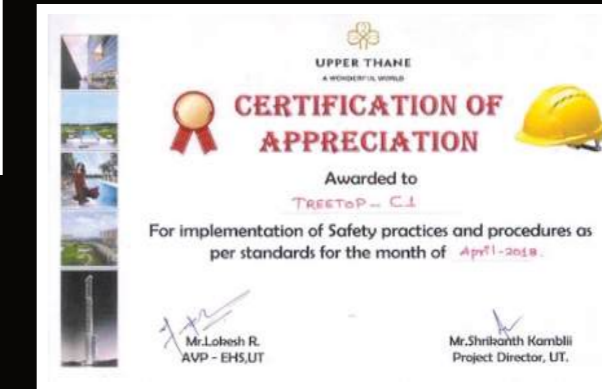 UPPER THANE
A WONDERFUL WORLD
CERTIFICATION OF
APPRECIATION
Awarded to
TREETOP - C1
For implementation of Safety practices and procedures as
per standards for the month of April-2018.
Mr.Lokesh R.
AVP - EHS,UT
Mr.Shrikanth Kamblii
Project Director, UT.